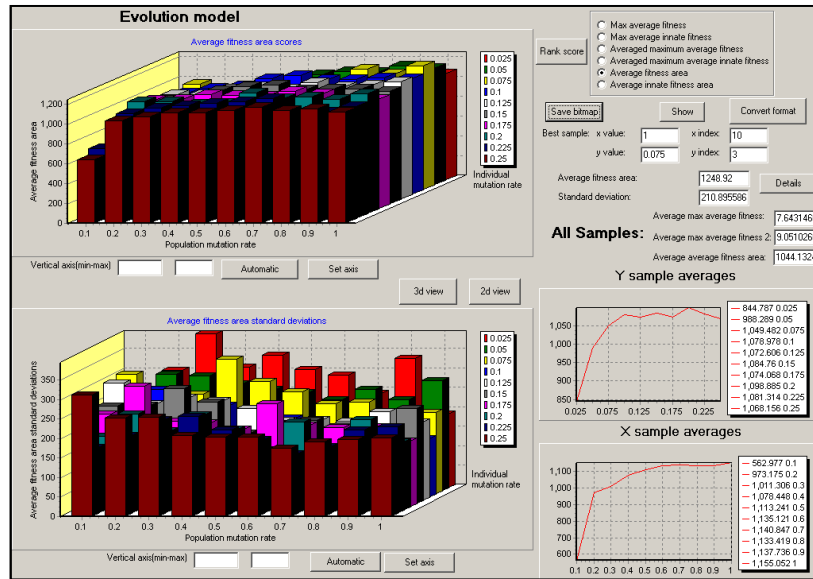 Evolution model
Average fitness area scores
1,200
1,000
800
600
400
200
0
Average fitness area
0.1 0.2 0.3 0.4 0.5 0.6 0.7 0.8 0.9 1
Population mutation rate
0.025
0.05
0.075
0.1
0.125
0.15
0.175
0.2
0.225
0.25
Individual
mutation rate
Vertical axis(min-max)
Automatic
Set axis
3d view
2d view
Average fitness area standard deviations
350
300
250
200
150
100
50
0
Average fitness area standard deviations
0.1 0.2 0.3 0.4 0.5 0.6 0.7 0.8 0.9 1
Population mutation rate
0.025
0.05
0.075
0.1
0.125
0.15
0.175
0.2
0.225
0.25
Individual
mutation rate
Vertical axis(min-max)
Automatic
Set axis
Rank score
Max average fitness
Max average innate fitness
Averaged maximum average fitness
Averaged maximum average innate fitness
Average fitness area
Average innate fitness area
Save bitmap
Show
Convert format
Best sample: x value: 1 x index: 10
y value: 0.075 y index: 3
Average fitness area: 1248.92
Standard deviation: 210.895586
Details
All Samples:
Average max average fitness: 7.643146
Average max average fitness 2: 9.051026
Average average fitness area: 1044.1324
Y sample averages
1,050
1,000
950
900
850
0.025 0.075 0.125 0.175 0.225
844.787 0.025
988.289 0.05
1,049.482 0.075
1,078.978 0.1
1,072.606 0.125
1,084.76 0.15
1,074.068 0.175
1,098.885 0.2
1,081.314 0.225
1,068.156 0.25
X sample averages
1,100
1,000
900
800
700
600
0.1 0.2 0.3 0.4 0.5 0.6 0.7 0.8 0.9 1
562.977 0.1
973.175 0.2
1,011.306 0.3
1,078.448 0.4
1,113.241 0.5
1,135.121 0.6
1,140.847 0.7
1,133.419 0.8
1,137.736 0.9
1,155.052 1